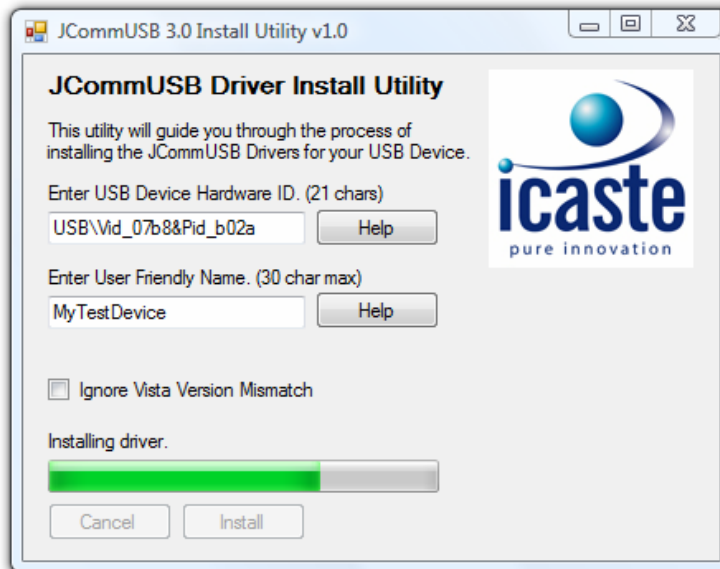 JCommUSB 3.0 Install Utility v1.0
JCommUSB Driver Install Utility
This utility will guide you through the process of
installing the JCommUSB Drivers for your USB Device.
Enter USB Device Hardware ID. (21 chars)
USB\Vid_07b8&Pid_b02a
Help
Enter User Friendly Name. (30 char max)
MyTestDevice
Help
icaste
pure innovation
Ignore Vista Version Mismatch
Installing driver.
Cancel
Install